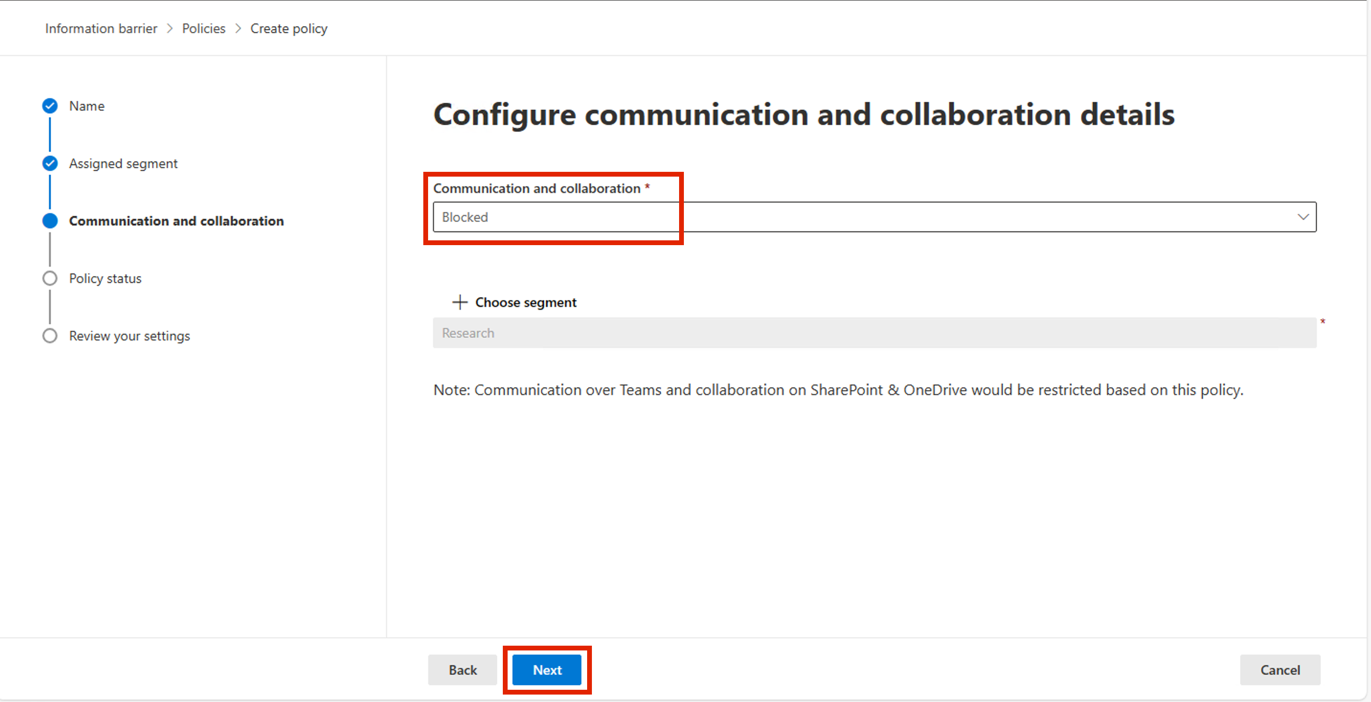 Information barrier > Policies > Create policy
Name
Assigned segment
Communication and collaboration
Policy status
Review your settings
Configure communication and collaboration details
Communication and collaboration *
Blocked
+ Choose segment
Research *
Note: Communication over Teams and collaboration on SharePoint & OneDrive would be restricted based on this policy.
Back Next Cancel